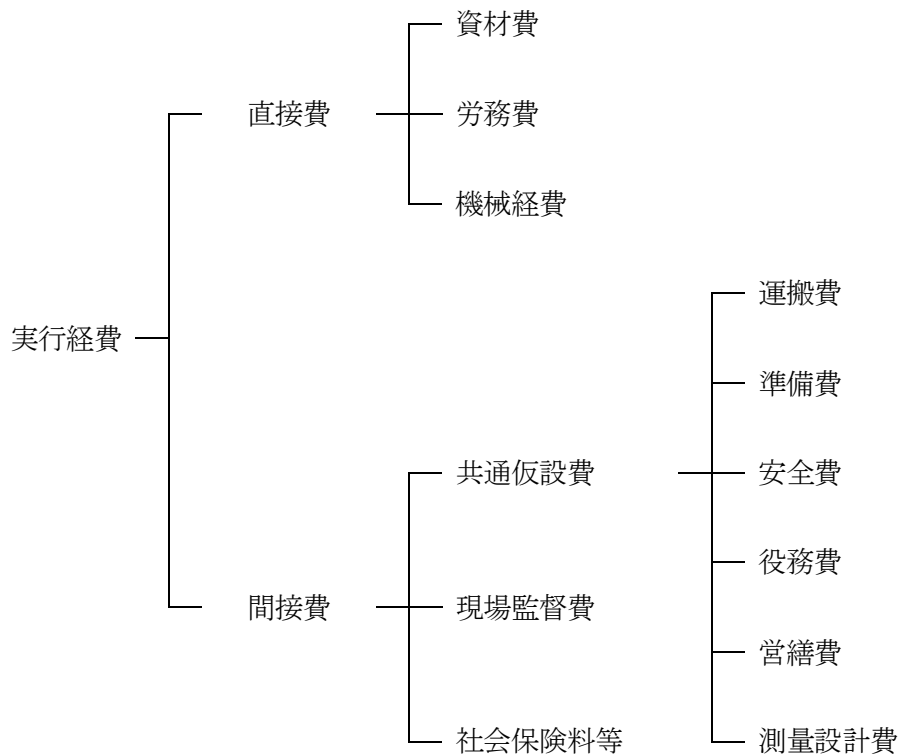 資材費
直接費
労務費
機械経費
運搬費
実行経費
準備費
共通仮設費
安全費
役務費
間接費
現場監督費
営繕費
社会保険料等
測量設計費